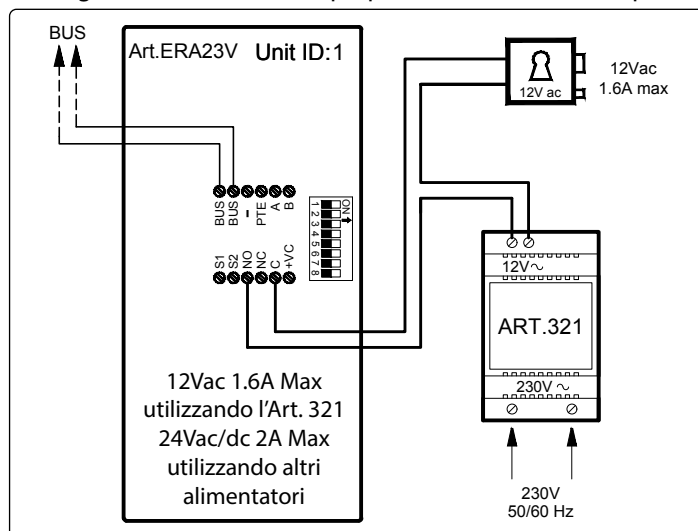 BUS
Art.ERA23V Unit ID:1
12V ac
12Vac
1.6A max
BUS
BUS
–
PTE
A
B
ON
1
2
3
4
5
6
7
8
S1
S2
NO
NC
C
+VC
12V~
ART.321
230V ~
12Vac 1.6A Max
utilizzando l'Art. 321
24Vac/dc 2A Max
utilizzando altri
alimentatori
230V
50/60 Hz